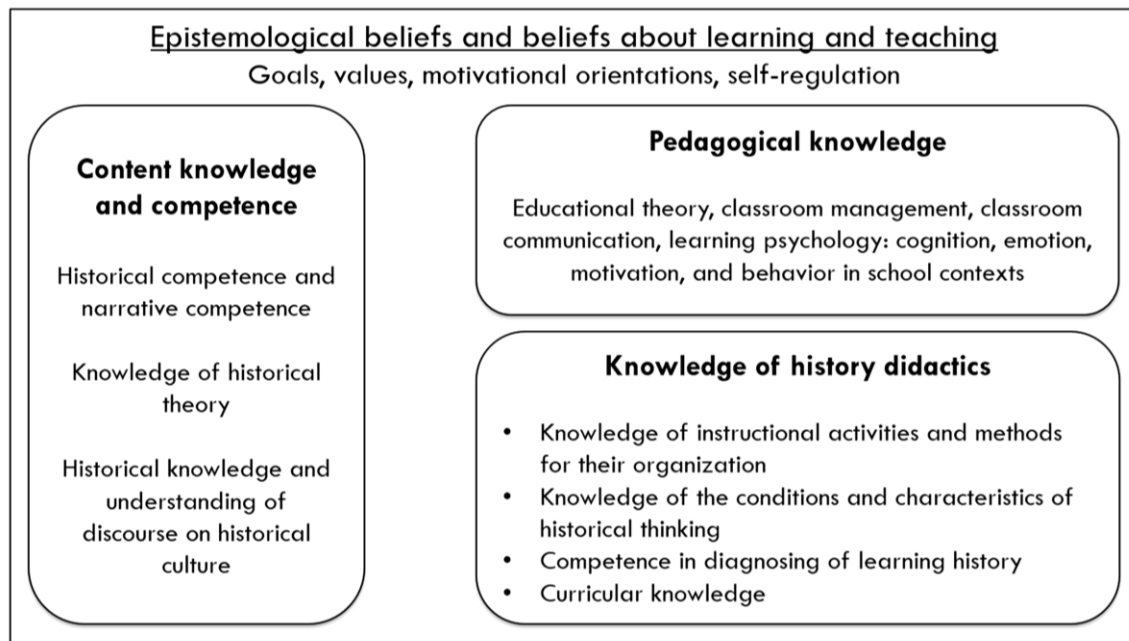 Epistemological beliefs and beliefs about learning and teaching
Goals, values, motivational orientations, self-regulation
Content knowledge
and competence
Historical competence and
narrative competence
Knowledge of historical
theory
Historical knowledge and
understanding of
discourse on historical
culture
Pedagogical knowledge
Educational theory, classroom management, classroom
communication, learning psychology: cognition, emotion,
motivation, and behavior in school contexts
Knowledge of history didactics
• Knowledge of instructional activities and methods
for their organization
• Knowledge of the conditions and characteristics of
historical thinking
• Competence in diagnosing of learning history
• Curricular knowledge